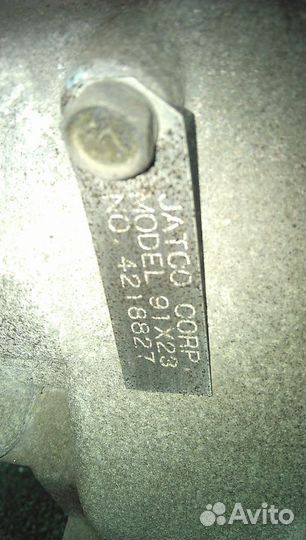 JATCO CORP.
MODEL 91X23
NO. 4218827
Avito